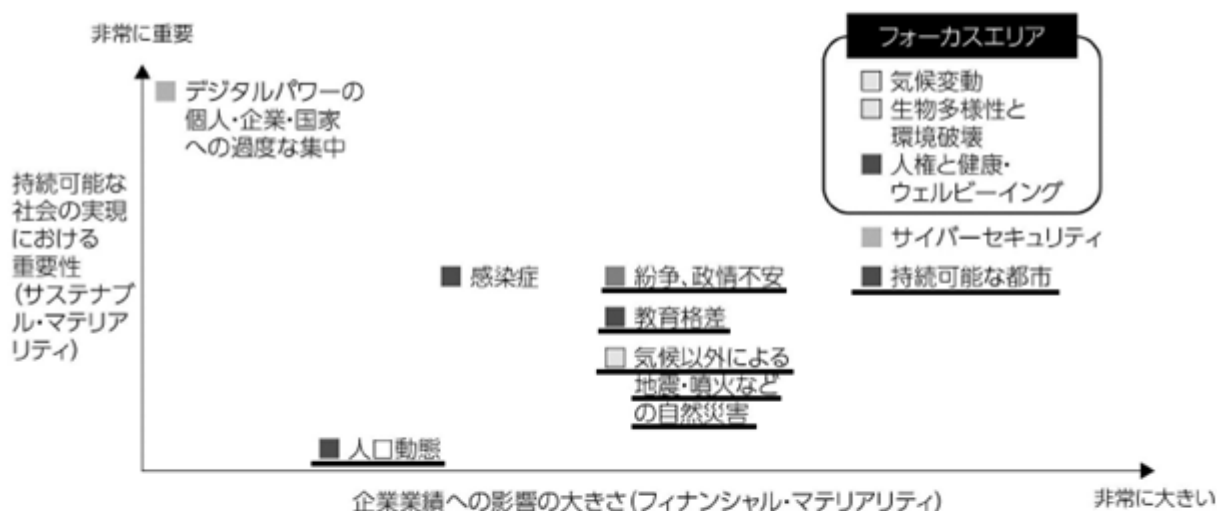 非常に重要
フォーカスエリア
デジタルパワーの
個人・企業・国家
への過度な集中
気候変動
生物多様性と
環境破壊
人権と健康・
ウェルビーイング
持続可能な
社会の実現
における
重要性
(サステナブ
ル・マテリア
リティ)
サイバーセキュリティ
感染症
紛争、政情不安
持続可能な都市
教育格差
気候以外による
地震・噴火など
の自然災害
人口動態
企業業績への影響の大きさ(フィナンシャル・マテリアリティ)
非常に大きい